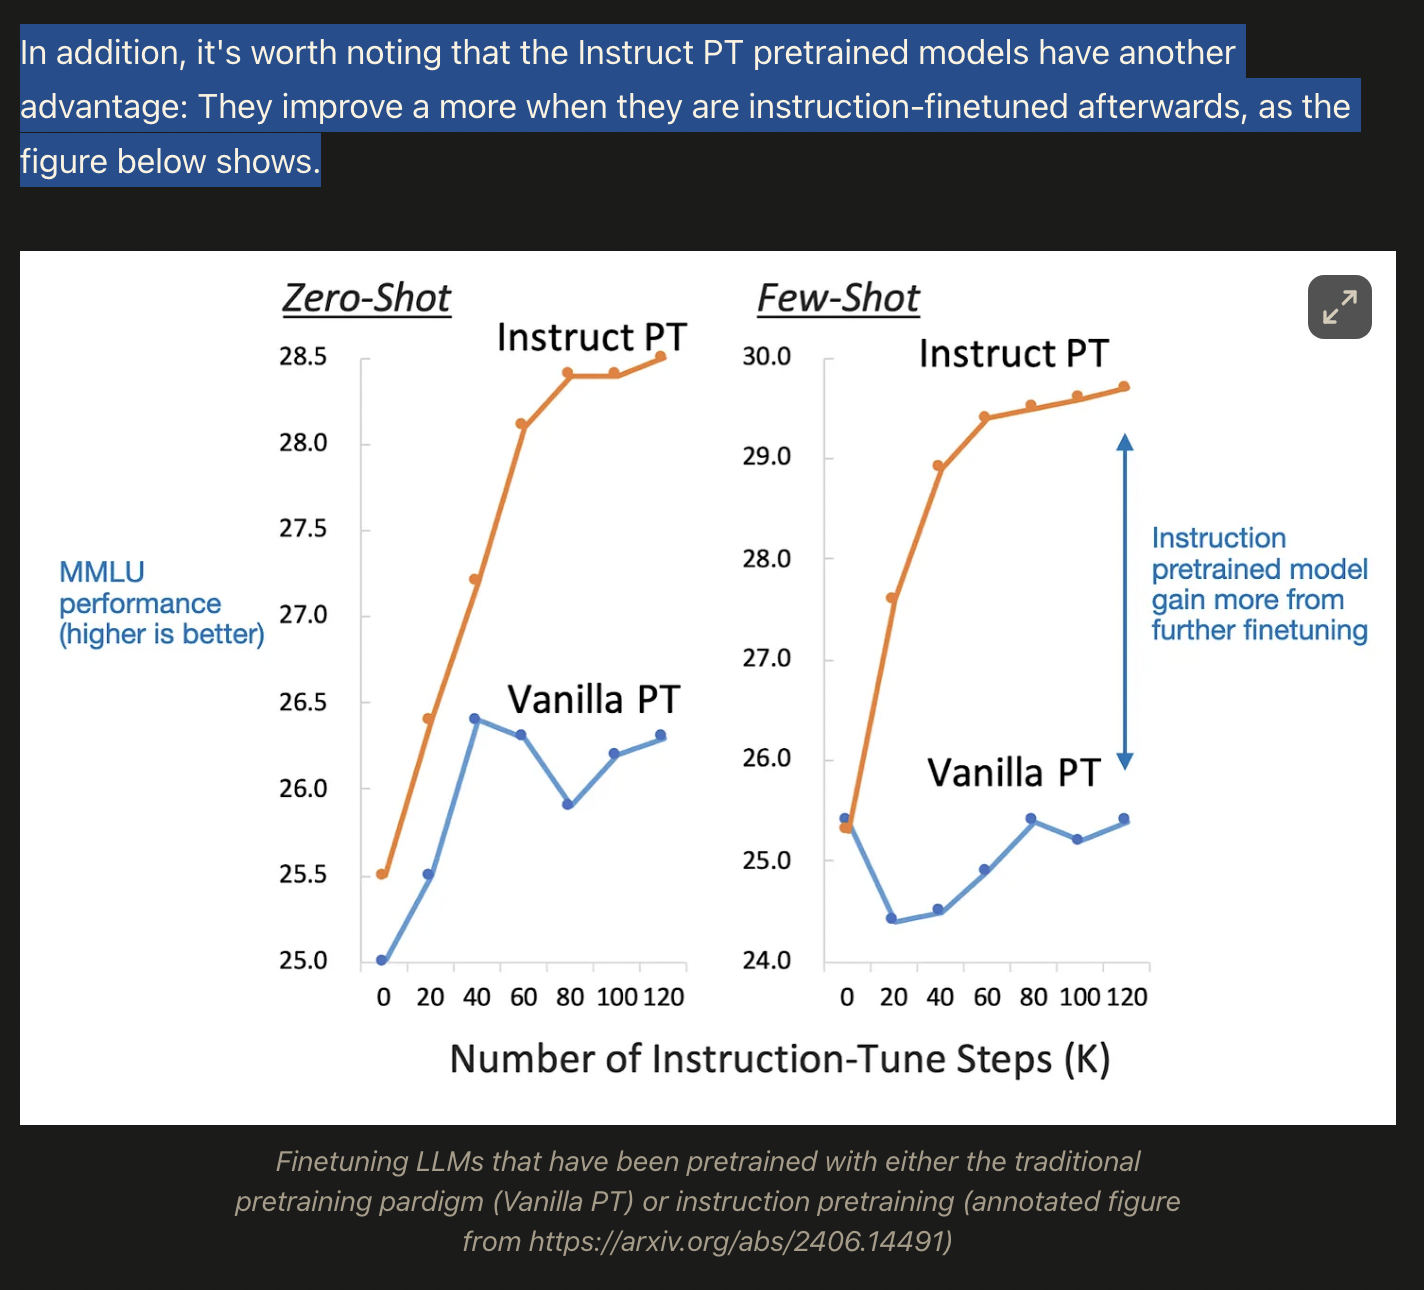 In addition, it's worth noting that the Instruct PT pretrained models have another
advantage: They improve a more when they are instruction-finetuned afterwards, as the
figure below shows.
Zero-Shot
Instruct PT
28.5
28.0
27.5
27.0
26.5
26.0
25.5
25.0
MMLU
performance
(higher is better)
Vanilla PT
0 20 40 60 80 100 120
Few-Shot
Instruct PT
30.0
29.0
28.0
27.0
26.0
25.0
24.0
Vanilla PT
Instruction
pretrained model
gain more from
further finetuning
0 20 40 60 80 100 120
Number of Instruction-Tune Steps (K)
Finetuning LLMs that have been pretrained with either the traditional
pretraining pardigm (Vanilla PT) or instruction pretraining (annotated figure
from https://arxiv.org/abs/2406.14491)